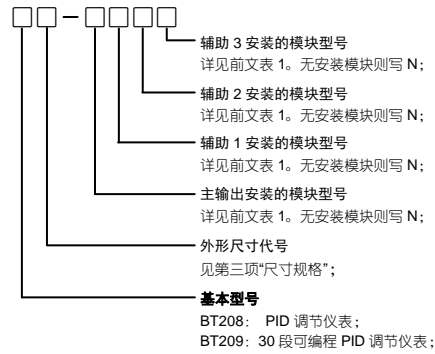 辅助 3 安装的模块型号
详见前文表 1。无安装模块则写 N；
辅助 2 安装的模块型号
详见前文表 1。无安装模块则写 N；
辅助 1 安装的模块型号
详见前文表 1。无安装模块则写 N；
主输出安装的模块型号
详见前文表 1。无安装模块则写 N；
外形尺寸代号
见第三项“尺寸规格”；
基本型号
BT208： PID 调节仪表；
BT209：30 段可编程 PID 调节仪表；